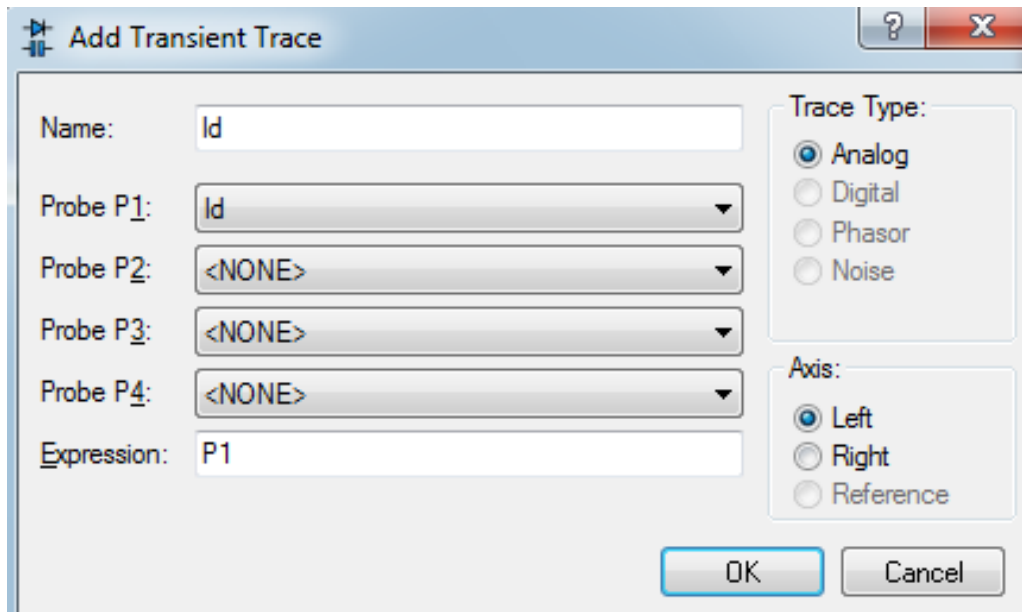 Add Transient Trace
Name: Id
Probe P1: Id
Probe P2: <NONE>
Probe P3: <NONE>
Probe P4: <NONE>
Expression: P1
Trace Type:
Analog
Digital
Phasor
Noise
Axis:
Left
Right
Reference
OK Cancel